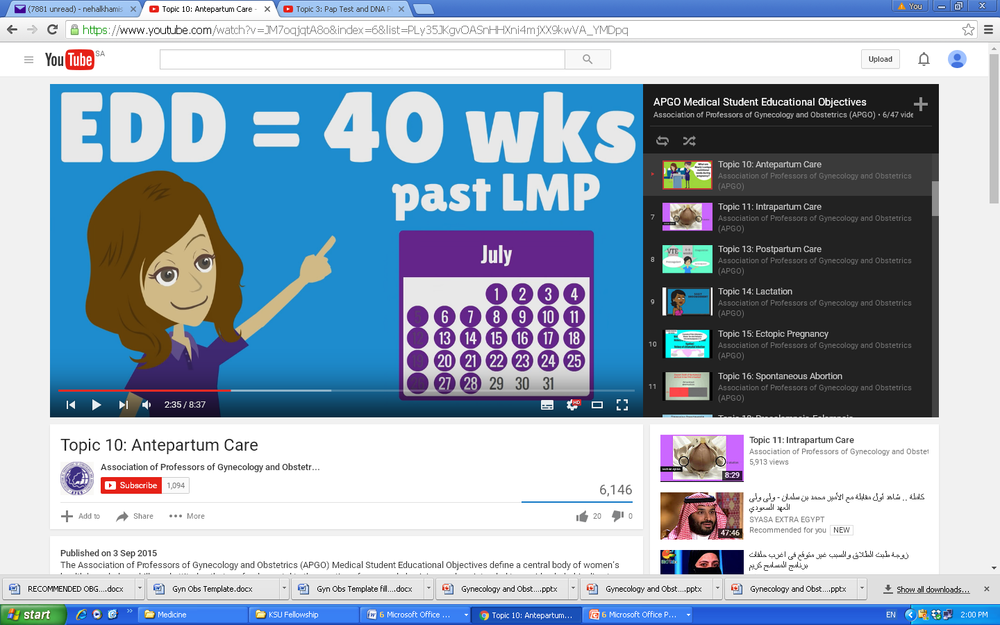 (7881 unread) - nehalkhamis
Topic 10: Antepartum Care -
Topic 3: Pap Test and DNA P
You
https://www.youtube.com/watch?v=JM7oqjqtA8o&index=6&list=PLy35JKgvOASnHHXni4mjXX9kwVA_YMDpq
YouTube SA
Upload
EDD = 40 wks
past LMP
July
1 2 3 4
5 6 7 8 9 10 11
12 13 14 15 16 17 18
19 20 21 22 23 24 25
26 27 28 29 30 31
2:35 / 8:37
HD
APGO Medical Student Educational Objectives
Association of Professors of Gynecology and Obstetrics (APGO) • 6/47 vide
Topic 10: Antepartum Care
Association of Professors of Gynecology and Obstetrics
(APGO)
7
Topic 11: Intrapartum Care
Association of Professors of Gynecology and Obstetrics
(APGO)
8
VTE
Topic 13: Postpartum Care
Association of Professors of Gynecology and Obstetrics
(APGO)
9
Topic 14: Lactation
Association of Professors of Gynecology and Obstetrics
(APGO)
10
Topic 15: Ectopic Pregnancy
Association of Professors of Gynecology and Obstetrics
(APGO)
11
Topic 16: Spontaneous Abortion
Association of Professors of Gynecology and Obstetrics
(APGO)
Topic 10: Antepartum Care
Association of Professors of Gynecology and Obstetr...
Subscribe 1,094
6,146
Add to Share More
20 0
Published on 3 Sep 2015
The Association of Professors of Gynecology and Obstetrics (APGO) Medical Student Educational Objectives define a central body of women's
Topic 11: Intrapartum Care
Association of Professors of Gynecology and Obstet
5,913 views
8:29
كاملة .. شاهد أول مقابلة مع الأمير محمد بن سلمان - ولى ولى
العهد السعودي
SYASA EXTRA EGYPT
Recommended for you NEW
47:46
زوجة طلبت الطلاق والسبب غير متوقع في اغرب حلقات
برنامج المسامح كريم
RECOMMENDED OBG....docx
Gyn Obs Template.docx
Gyn Obs Template fill....docx
Gynecology and Obst....pptx
Gynecology and Obst....pptx
Gynecology and Obst....pptx
Show all downloads...
start
Medicine
KSU Fellowship
6 Microsoft Office ...
Topic 10: Antepartum...
6 Microsoft Office P...
EN
2:00 PM